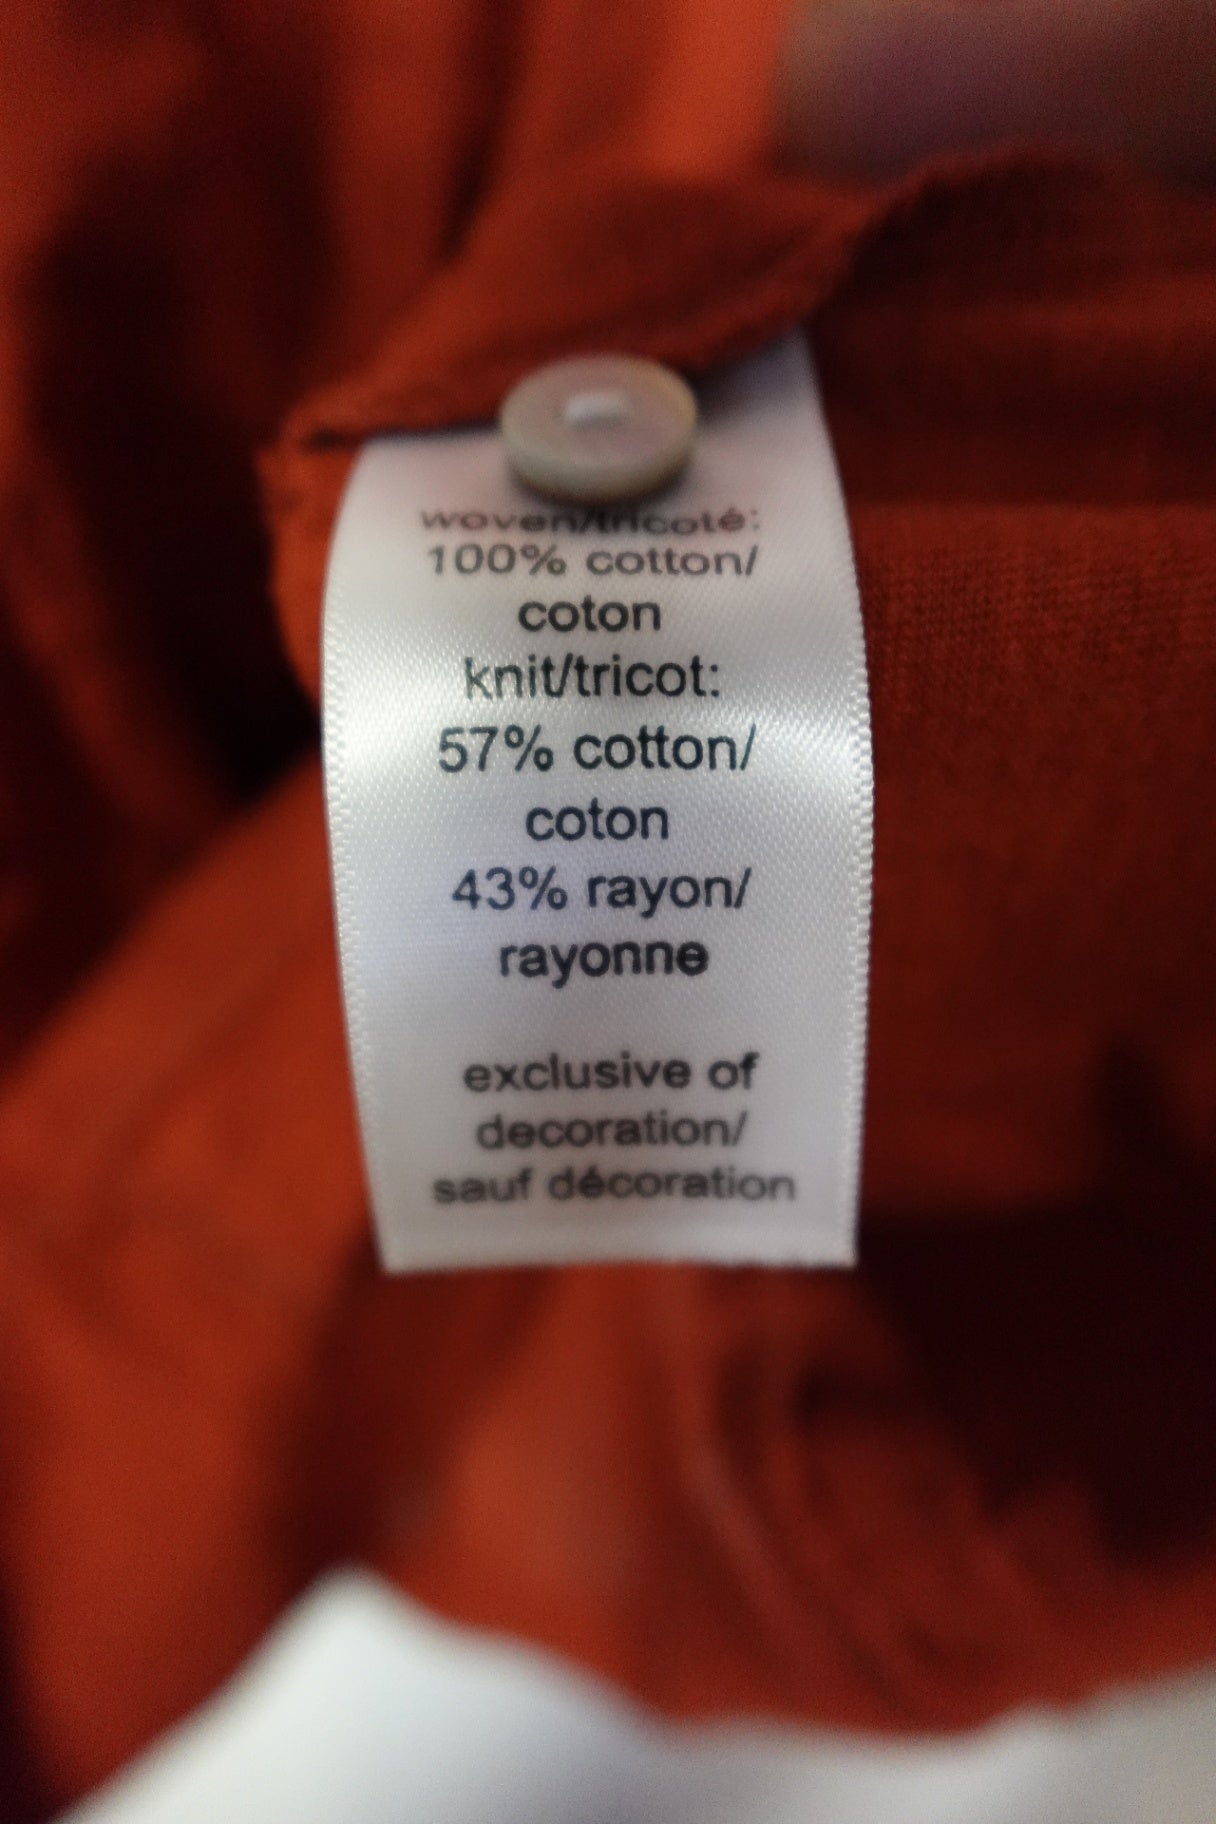 woven/tricoté:
100% cotton/
coton
knit/tricot:
57% cotton/
coton
43% rayon/
rayonne
exclusive of
decoration/
sauf décoration